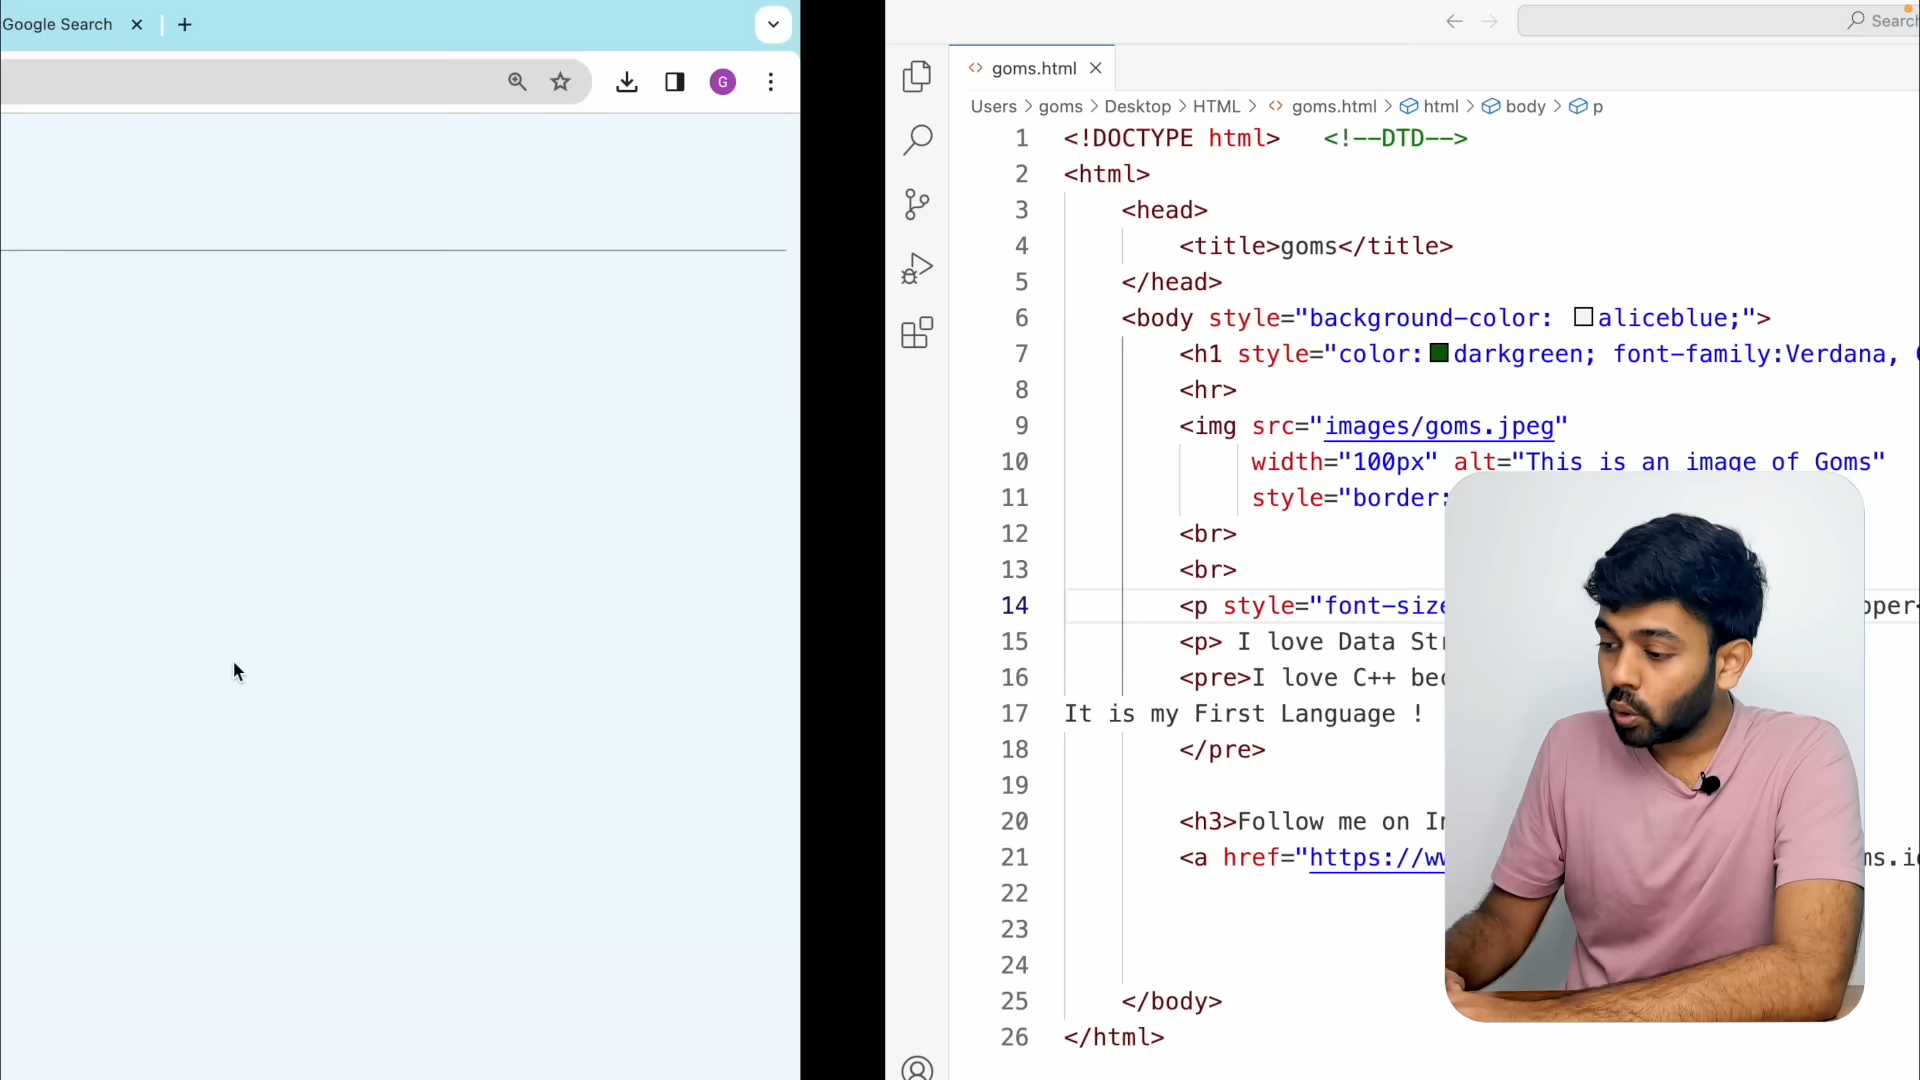 Google Search
G
Search
goms.html
Users > goms > Desktop > HTML > goms.html > html > body > p
1 <!DOCTYPE html> <!--DTD-->
2 <html>
3 <head>
4 <title>goms</title>
5 </head>
6 <body style="background-color: aliceblue;">
7 <h1 style="color: darkgreen; font-family:Verdana,
8 <hr>
9 <img src="images/goms.jpeg"
10 width="100px" alt="This is an image of Goms"
11 style="border:
12 <br>
13 <br>
14 <p style="font-size
15 <p> I love Data
16 <pre>I love C++
17 It is my First Language !
18 </pre>
19
20 <h3>Follow me on
21 <a href="https://
22
23
24
25 </body>
26 </html>